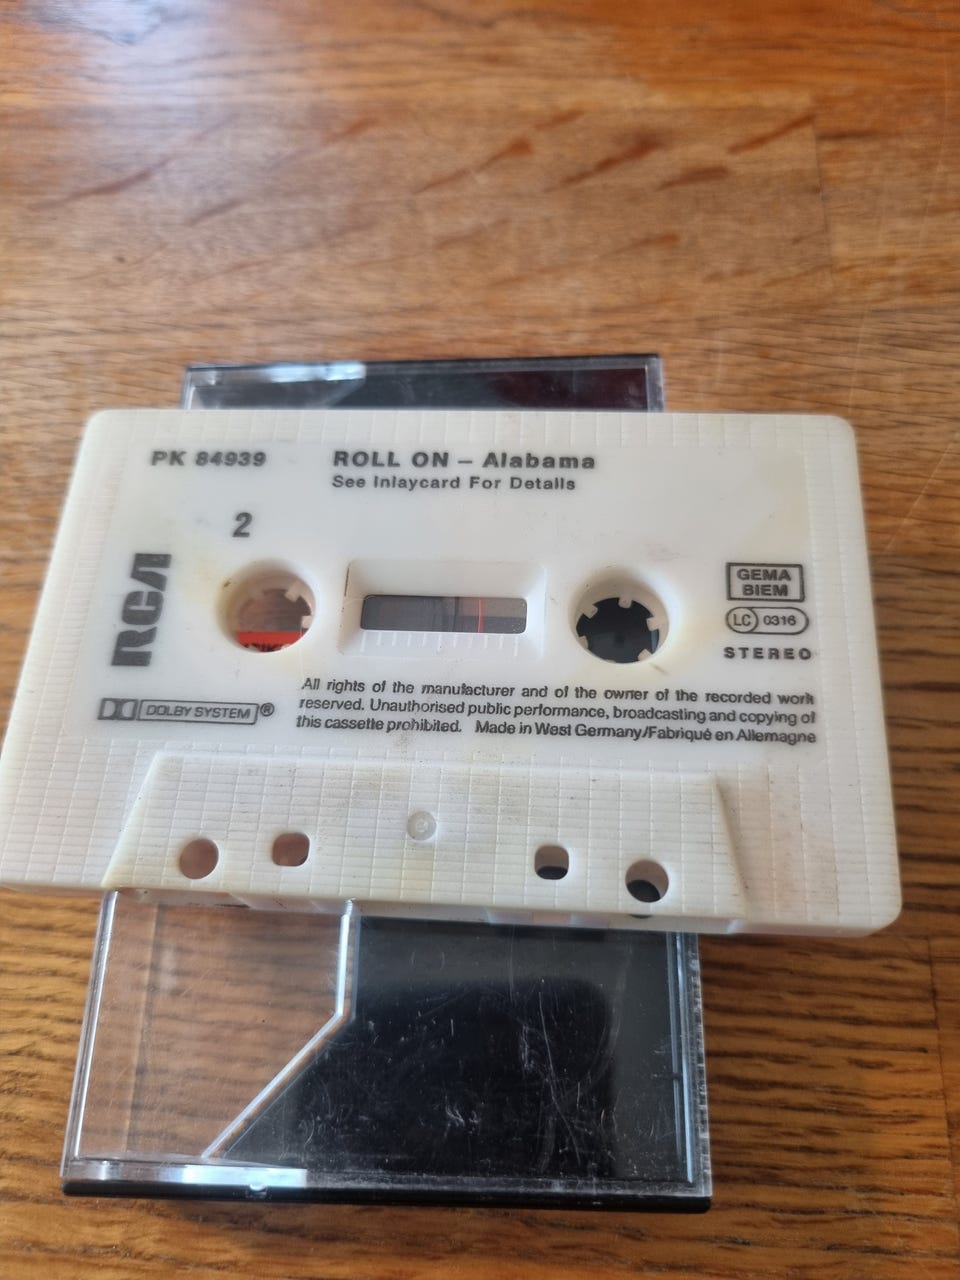 PK 84939
ROLL ON – Alabama
See Inlaycard For Details
2
RCA
GEMA
BIEM
LC 0316
STEREO
DOLBY SYSTEM®
All rights of the manufacturer and of the owner of the recorded work
reserved. Unauthorised public performance, broadcasting and copying of
this cassette prohibited. Made in West Germany/Fabriqué en Allemagne